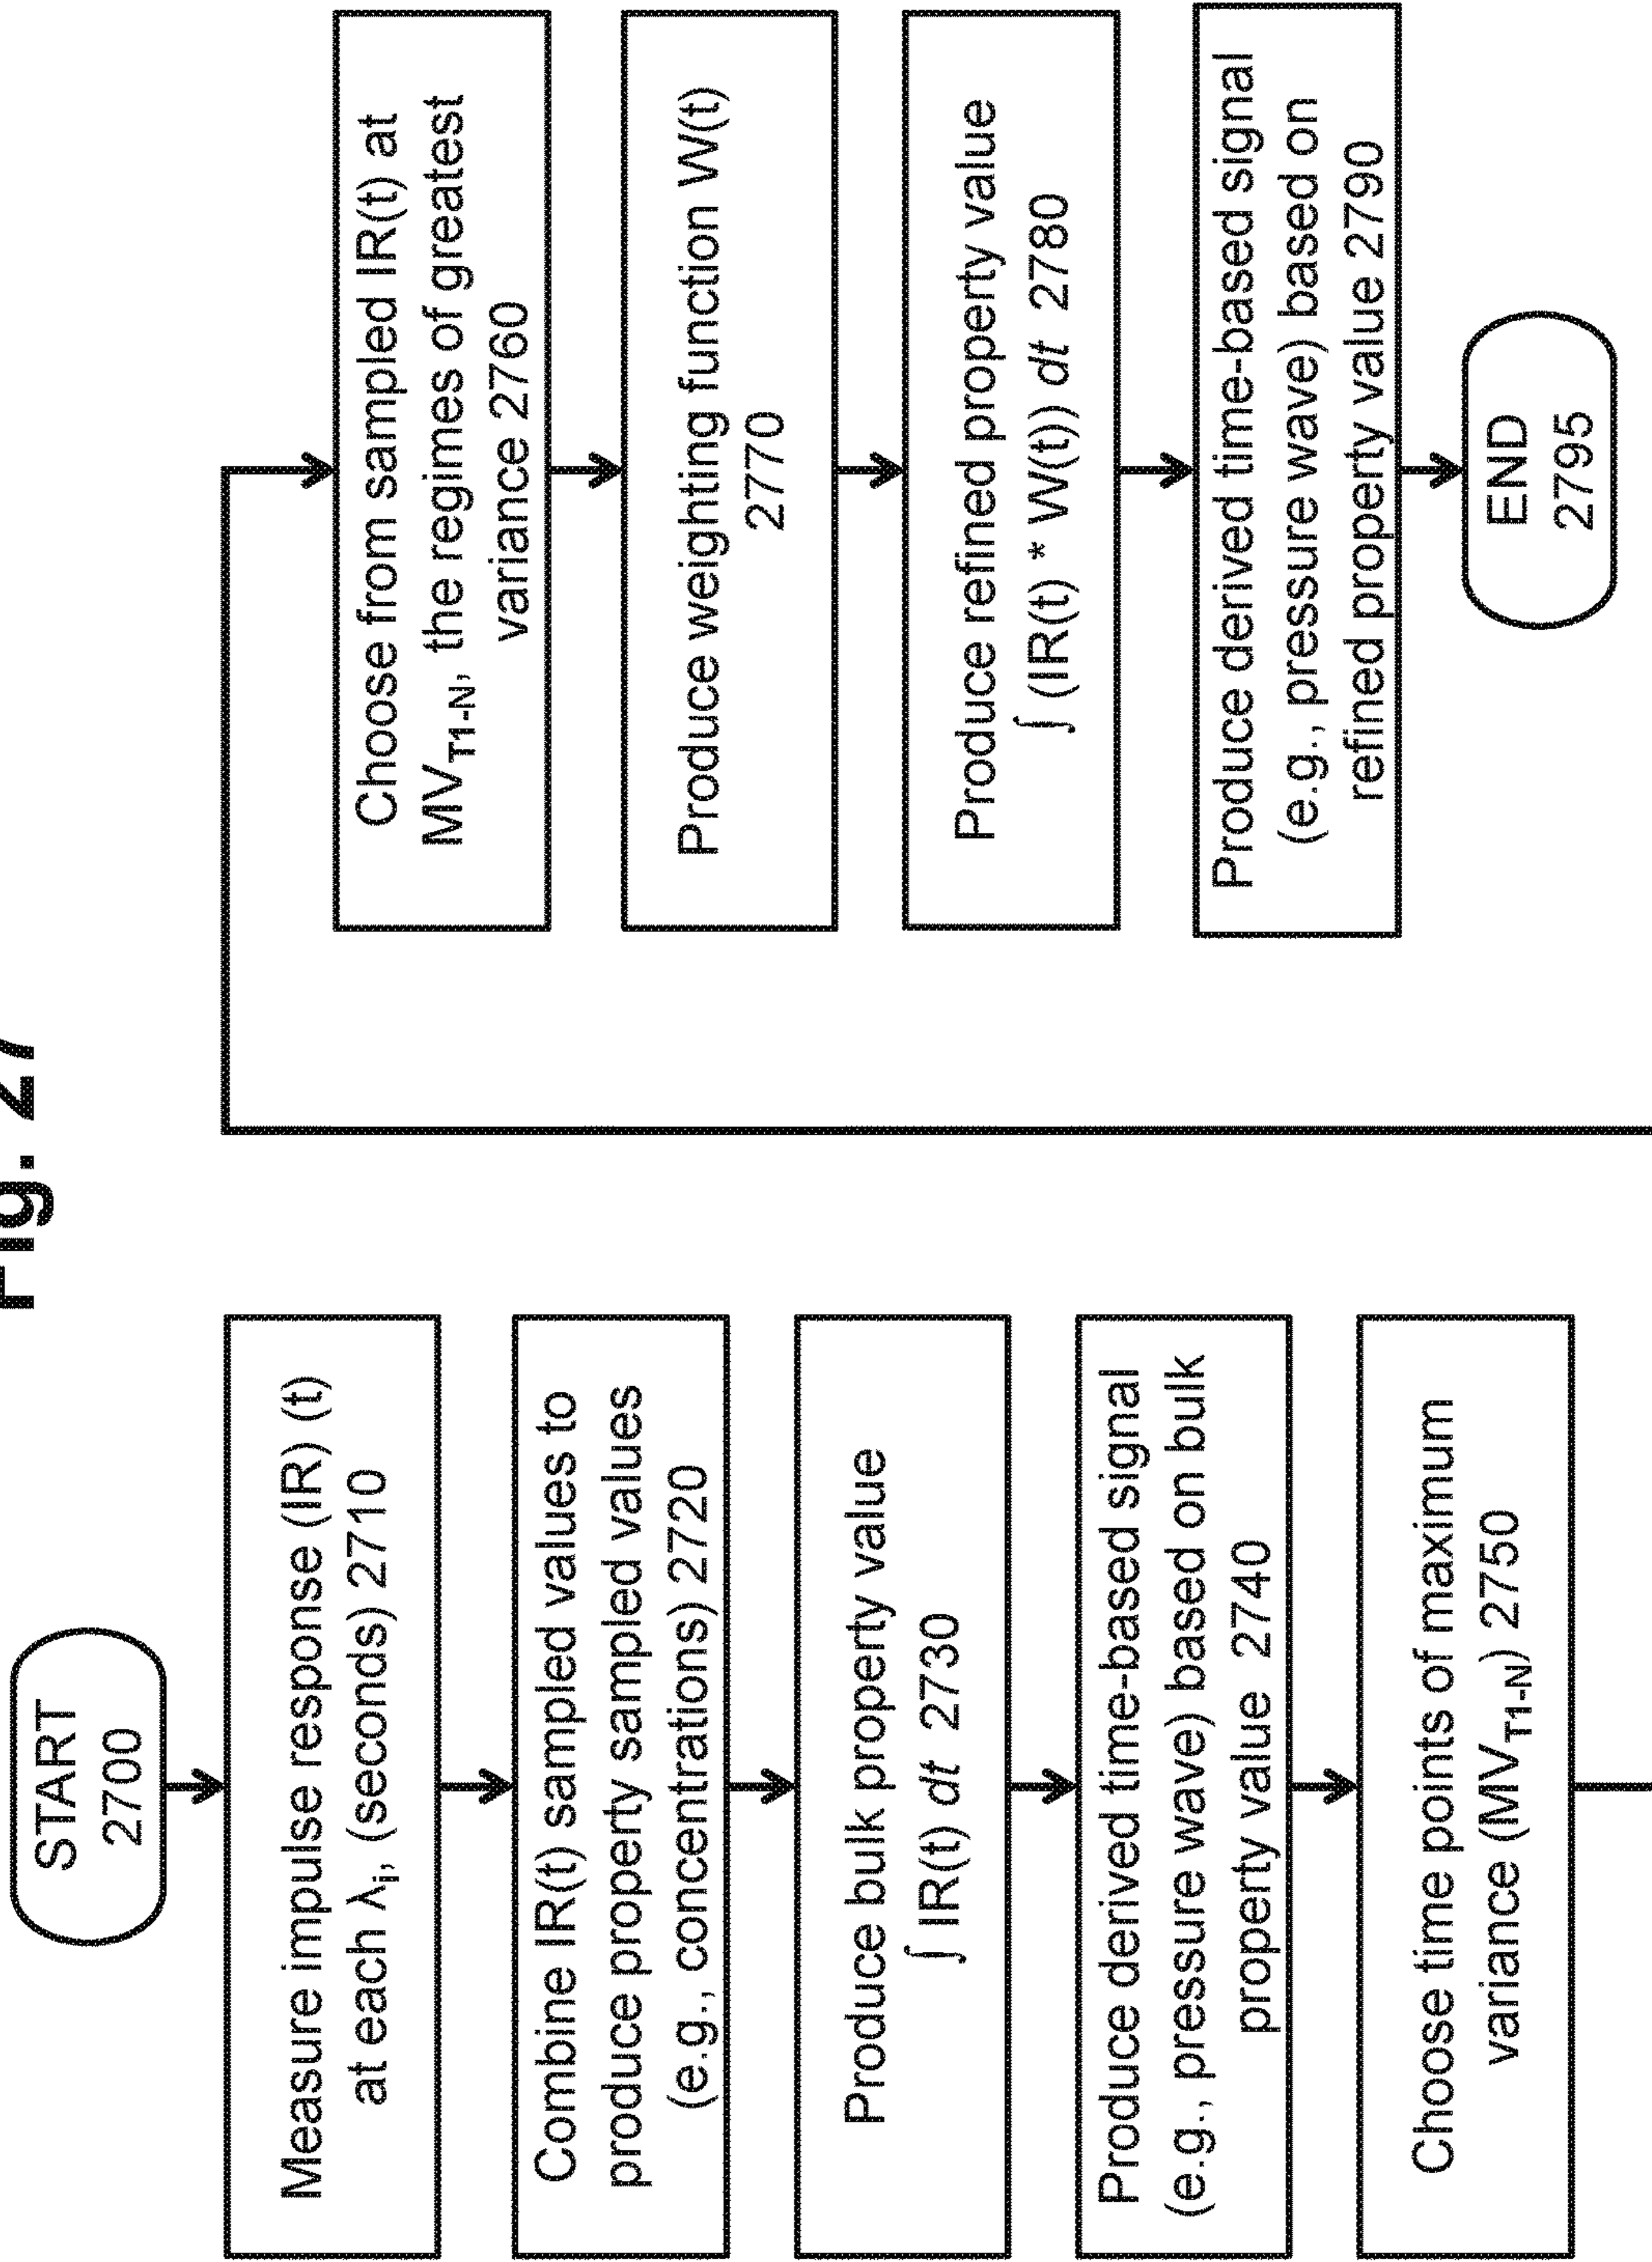 Fig. 27
START
2700
Measure impulse response (IR) (t)
at each λi, (seconds) 2710
Combine IR(t) sampled values to
produce property sampled values
(e.g., concentrations) 2720
Produce bulk property value
∫ IR(t) dt 2730
Produce derived time-based signal
(e.g., pressure wave) based on bulk
property value 2740
Choose time points of maximum
variance (MVT1-N) 2750
Choose from sampled IR(t) at
MVT1-N, the regimes of greatest
variance 2760
Produce weighting function W(t)
2770
Produce refined property value
∫ (IR(t) * W(t)) dt 2780
Produce derived time-based signal
(e.g., pressure wave) based on
refined property value 2790
END
2795